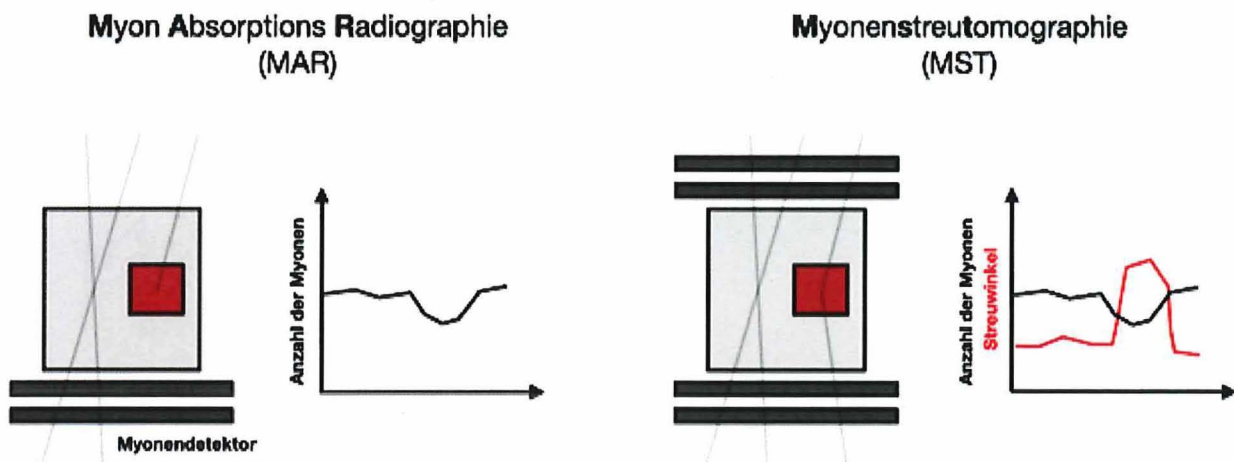 Myon Absorptions Radiographie
(MAR)
Myonenstreutomographie
(MST)
Anzahl der Myonen
Myonendetektor
Anzahl der Myonen
Streuwinkel